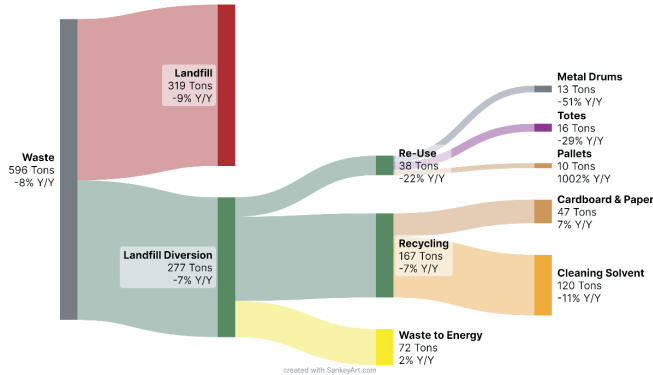 Landfill
319 Tons
-9% Y/Y
Waste
596 Tons
-8% Y/Y
Landfill Diversion
277 Tons
-7% Y/Y
Re-Use
38 Tons
-22% Y/Y
Recycling
167 Tons
-7% Y/Y
Waste to Energy
72 Tons
2% Y/Y
Metal Drums
13 Tons
-51% Y/Y
Totes
16 Tons
-29% Y/Y
Pallets
10 Tons
1002% Y/Y
Cardboard & Paper
47 Tons
7% Y/Y
Cleaning Solvent
120 Tons
-11% Y/Y
created with SankeyArt.com